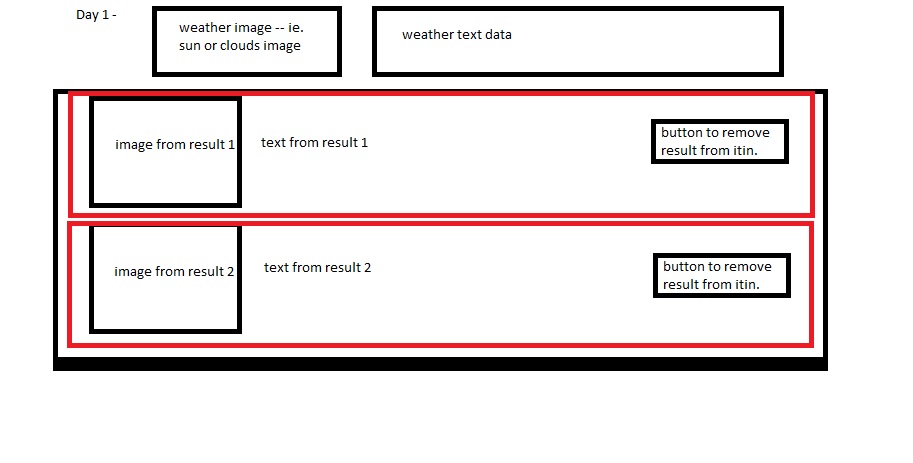 Day 1 -
weather image -- ie.
sun or clouds image
weather text data
image from result 1
text from result 1
button to remove
result from itin.
image from result 2
text from result 2
button to remove
result from itin.